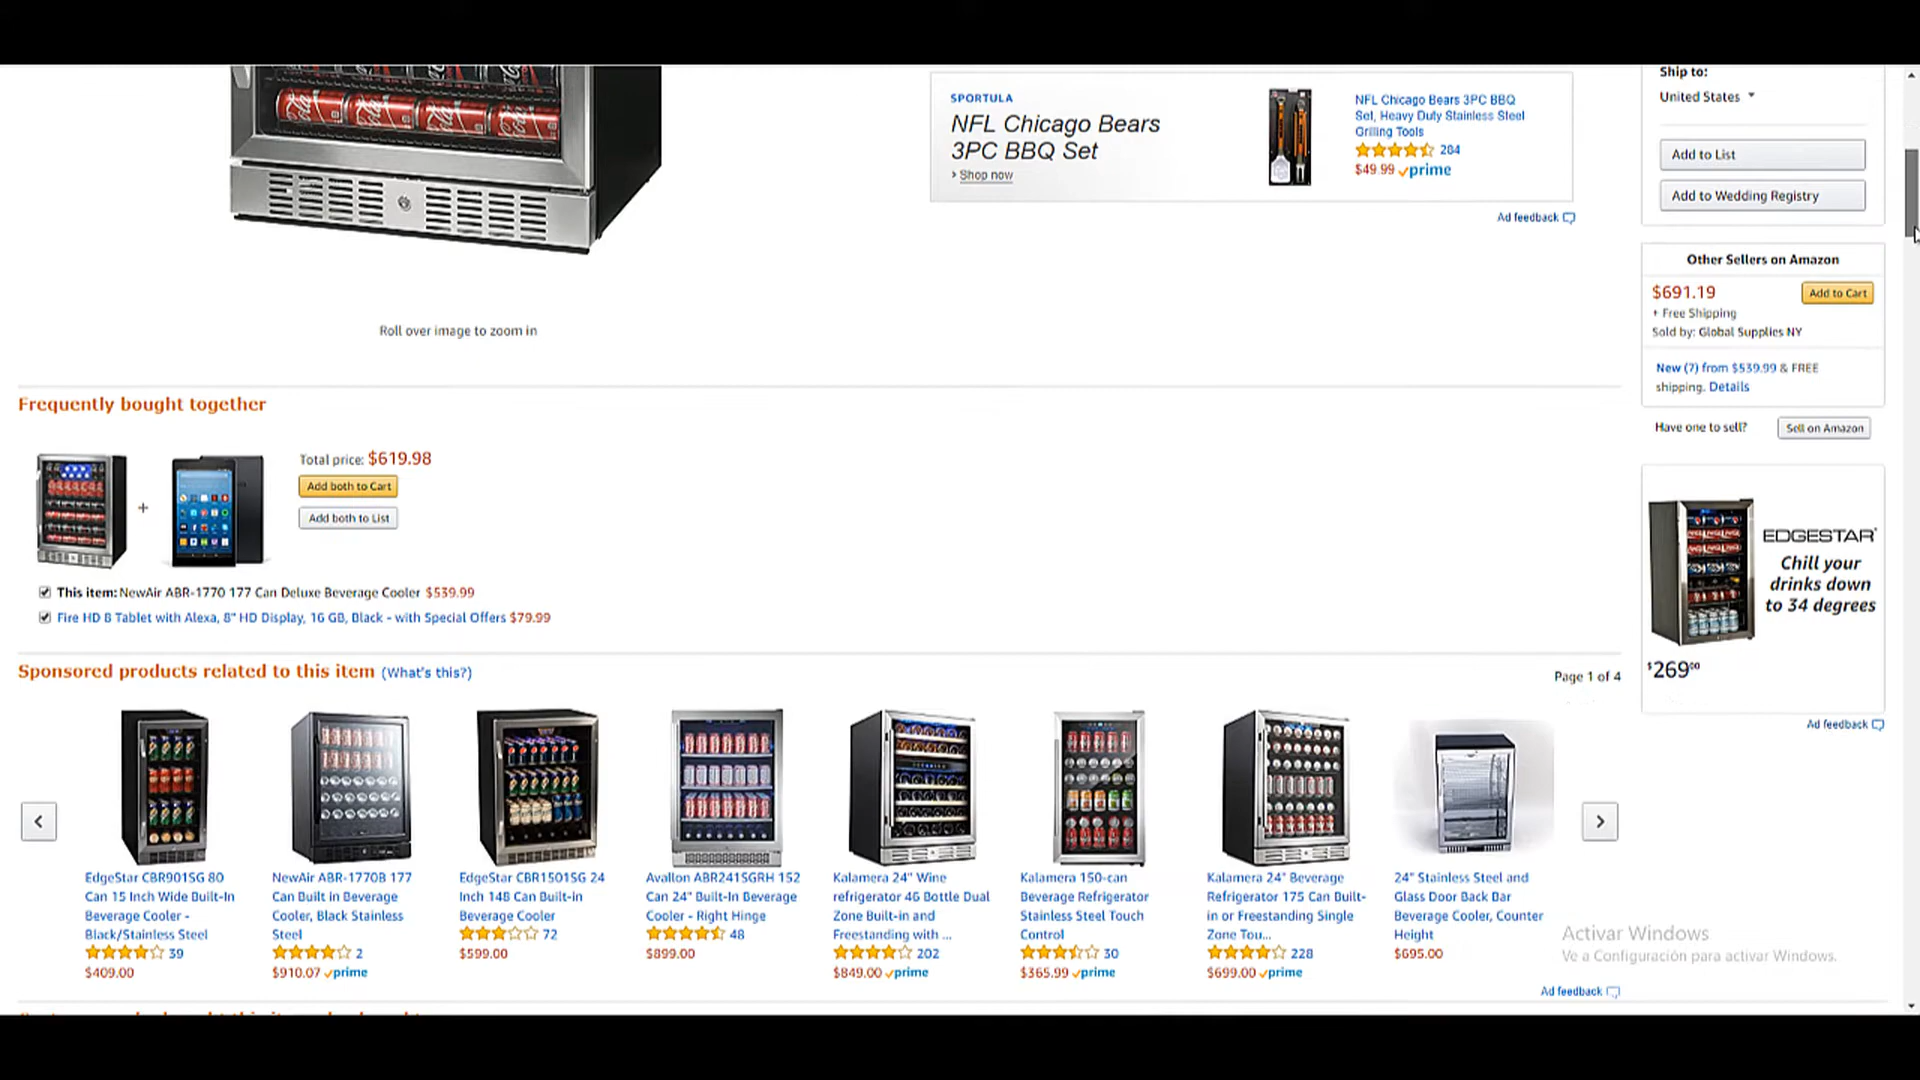 Coca-Cola
SPORTULA
NFL Chicago Bears
3PC BBQ Set
› Shop now
NFL Chicago Bears 3PC BBQ
Set, Heavy Duty Stainless Steel
Grilling Tools
284
$49.99 prime
Ad feedback
Ship to:
United States
Add to List
Add to Wedding Registry
Other Sellers on Amazon
$691.19
Add to Cart
+ Free Shipping
Sold by: Global Supplies NY
New (7) from $539.99 & FREE
shipping. Details
Have one to sell?
Sell on Amazon
Roll over image to zoom in
Frequently bought together
+
Total price: $619.98
Add both to Cart
Add both to List
This item: NewAir ABR-1770 177 Can Deluxe Beverage Cooler $539.99
Fire HD 8 Tablet with Alexa, 8" HD Display, 16 GB, Black - with Special Offers $79.99
EDGESTAR
Chill your
drinks down
to 34 degrees
$269⁰⁰
Ad feedback
Sponsored products related to this item (What's this?)
Page 1 of 4
EdgeStar CBR901SG 80
Can 15 Inch Wide Built-In
Beverage Cooler -
Black/Stainless Steel
39
$409.00
NewAir ABR-1770B 177
Can Built in Beverage
Cooler, Black Stainless
Steel
2
$910.07 prime
EdgeStar CBR1501SG 24
Inch 148 Can Built-in
Beverage Cooler
72
$599.00
Avallon ABR241SGRH 152
Can 24" Built-In Beverage
Cooler - Right Hinge
48
$899.00
Kalamera 24" Wine
refrigerator 46 Bottle Dual
Zone Built-in and
Freestanding with ...
202
$849.00 prime
Kalamera 150-can
Beverage Refrigerator
Stainless Steel Touch
Control
30
$365.99 prime
Kalamera 24" Beverage
Refrigerator 175 Can Built-
in or Freestanding Single
Zone Tou...
228
$699.00 prime
24" Stainless Steel and
Glass Door Back Bar
Beverage Cooler, Counter
Height
$695.00
Activar Windows
Ve a Configuración para activar Windows.
Ad feedback